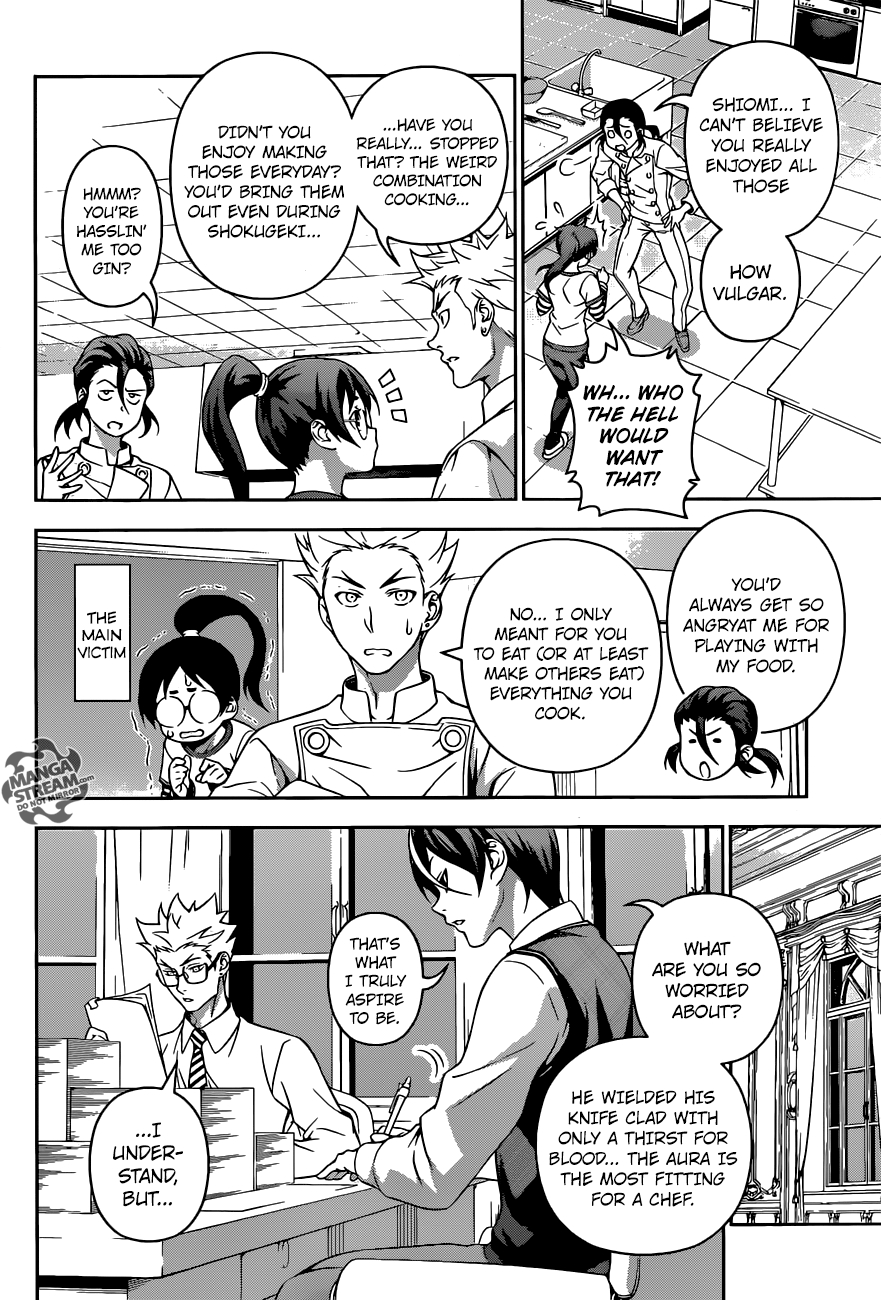 SHIOMI... I
CAN'T BELIEVE
YOU REALLY
ENJOYED ALL
THOSE
HOW
VULGAR.
WH... WHO
THE HELL
WOULD
WANT
THAT!
...HAVE YOU
REALLY... STOPPED
THAT? THE WEIRD
COMBINATION
COOKING...
DIDN'T YOU
ENJOY MAKING
THOSE EVERYDAY?
YOU'D BRING THEM
OUT EVEN DURING
SHOKUGEKI...
HMMM?
YOU'RE
HASSLIN'
ME TOO
GIN?
YOU'D
ALWAYS GET SO
ANGRYAT ME FOR
PLAYING WITH
MY FOOD.
NO... I ONLY
MEANT FOR YOU
TO EAT (OR AT LEAST
MAKE OTHERS EAT)
EVERYTHING YOU
COOK.
THE
MAIN
VICTIM
MANGA
STREAM.com
DO NOT MIRROR
WHAT
ARE YOU SO
WORRIED
ABOUT?
HE WIELDED HIS
KNIFE CLAD WITH
ONLY A THIRST FOR
BLOOD... THE AURA IS
THE MOST FITTING
FOR A CHEF.
THAT'S
WHAT
I TRULY
ASPIRE
TO BE.
...I
UNDER-
STAND,
BUT...